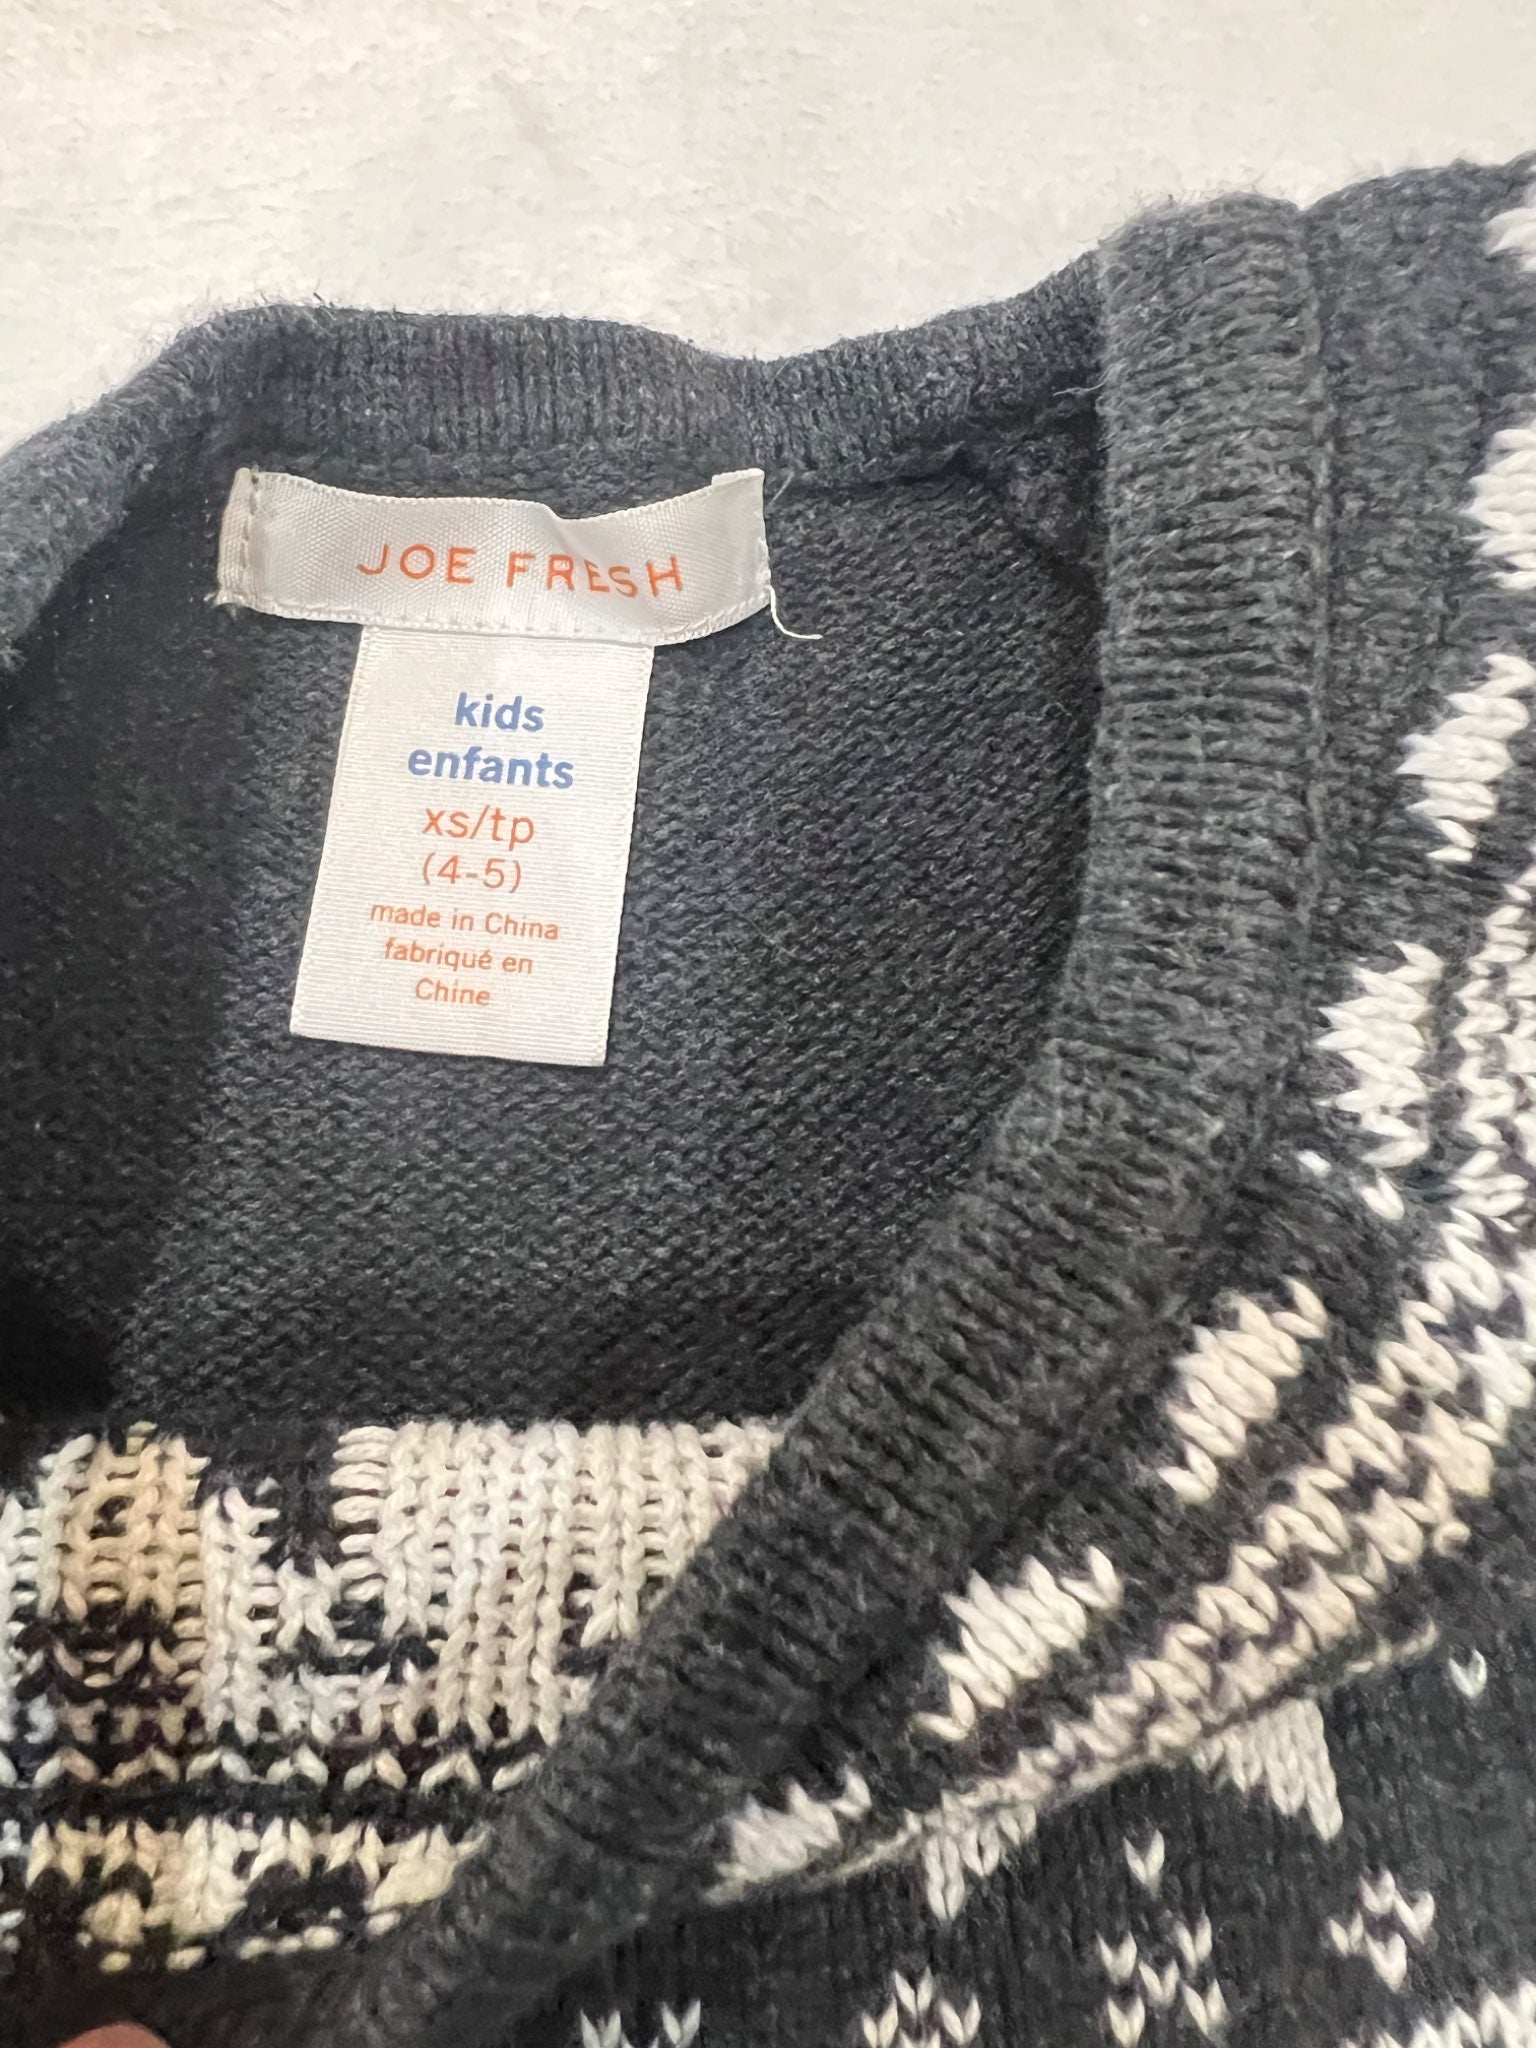 JOE FRESH
kids
enfants
xs/tp
(4-5)
made in China
fabriqué en
Chine